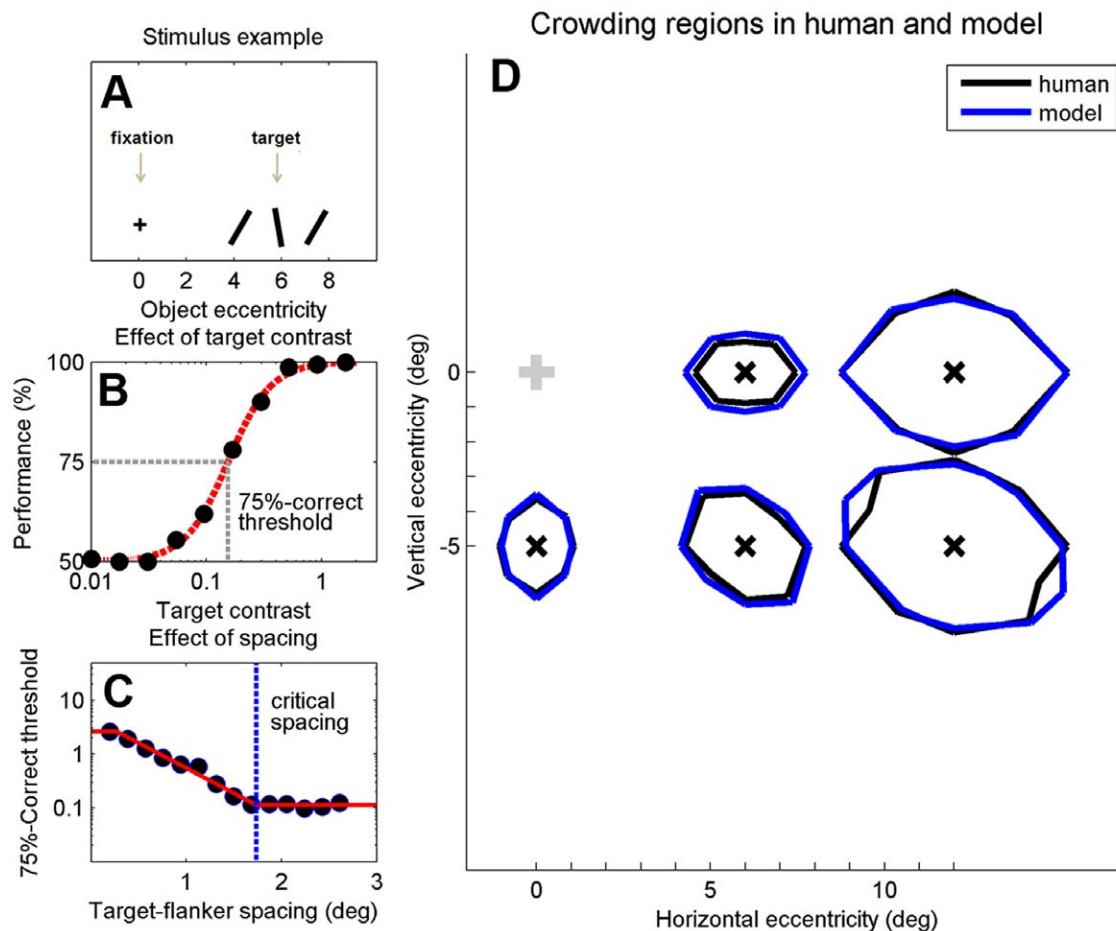 Stimulus example
A
fixation
target
+
0 2 4 6 8
Object eccentricity
Effect of target contrast
B
Performance (%)
100
75
50
75%-correct
threshold
0.01 0.1 1
Target contrast
Effect of spacing
C
75%-Correct threshold
10
1
0.1
critical
spacing
1 2 3
Target-flanker spacing (deg)
Crowding regions in human and model
D
human
model
Vertical eccentricity (deg)
0
-5
0 5 10
Horizontal eccentricity (deg)